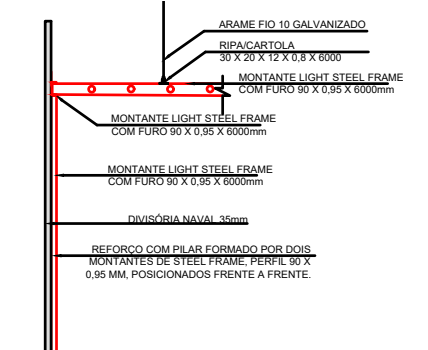 ARAME FIO 10 GALVANIZADO
RIPA/CARTOLA
30 X 20 X 12 X 0,8 X 6000
MONTANTE LIGHT STEEL FRAME
COM FURO 90 X 0,95 X 6000mm
MONTANTE LIGHT STEEL FRAME
COM FURO 90 X 0,95 X 6000mm
MONTANTE LIGHT STEEL FRAME
COM FURO 90 X 0,95 X 6000mm
DIVISÓRIA NAVAL 35mm
REFORÇO COM PILAR FORMADO POR DOIS
MONTANTES DE STEEL FRAME, PERFIL 90 X
0,95 MM, POSICIONADOS FRENTE A FRENTE.